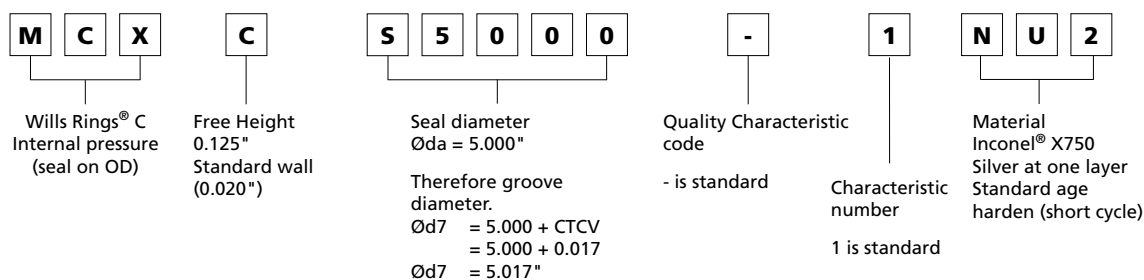 M C X C S 5 0 0 0 - 1 N U 2
Wills Rings® C
Internal pressure
(seal on OD)
Free Height
0.125"
Standard wall
(0.020")
Seal diameter
Øda = 5.000"
Therefore groove
diameter.
Ød7 = 5.000 + CTCV
= 5.000 + 0.017
Ød7 = 5.017"
Quality Characteristic
code
- is standard
Characteristic
number
1 is standard
Material
Inconel® X750
Silver at one layer
Standard age
harden (short cycle)